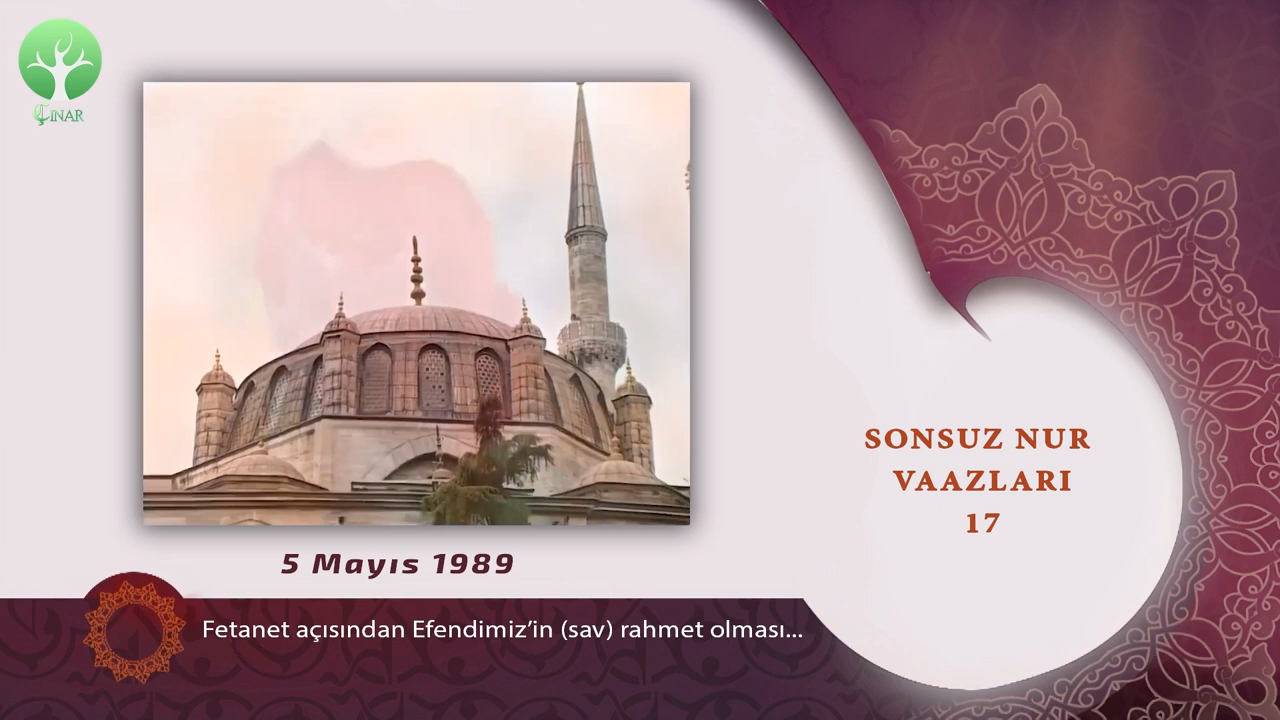 ÇINAR
SONSUZ NUR
VAAZLARI
17
5 Mayıs 1989
Fetanet açısından Efendimiz’in (sav) rahmet olması...